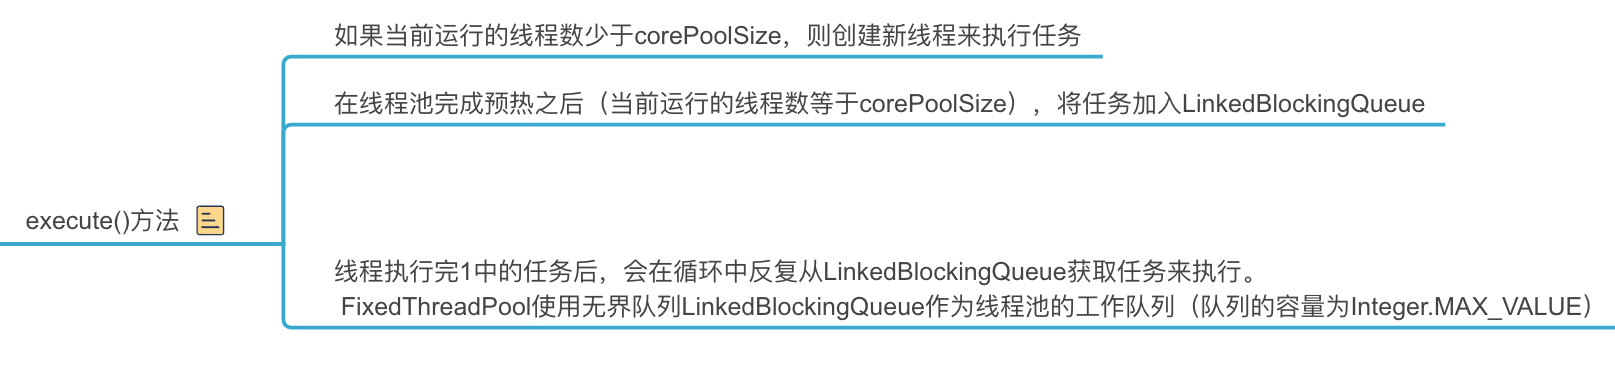 如果当前运行的线程数少于corePoolSize，则创建新线程来执行任务
在线程池完成预热之后（当前运行的线程数等于corePoolSize），将任务加入LinkedBlockingQueue
execute()方法
线程执行完1中的任务后，会在循环中反复从LinkedBlockingQueue获取任务来执行。
FixedThreadPool使用无界队列LinkedBlockingQueue作为线程池的工作队列（队列的容量为Integer.MAX_VALUE）